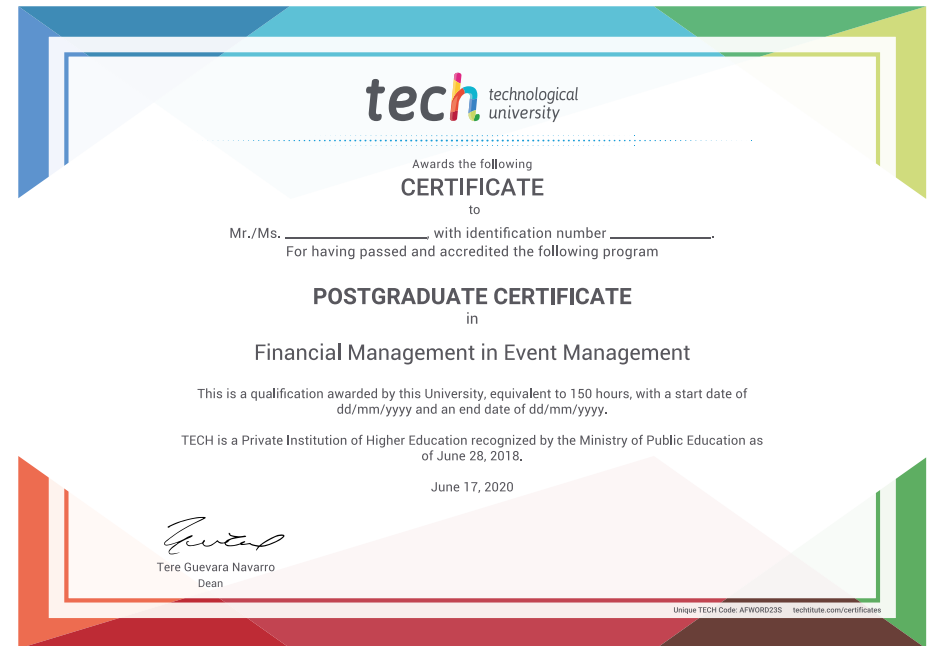 tech technological
university
Awards the following
CERTIFICATE
to
Mr./Ms. ____________________, with identification number ______________.
For having passed and accredited the following program
POSTGRADUATE CERTIFICATE
in
Financial Management in Event Management
This is a qualification awarded by this University, equivalent to 150 hours, with a start date of
dd/mm/yyyy and an end date of dd/mm/yyyy.
TECH is a Private Institution of Higher Education recognized by the Ministry of Public Education as
of June 28, 2018.
June 17, 2020
Tere Guevara Navarro
Dean
Unique TECH Code: AFWORD23S techtitute.com/certificates